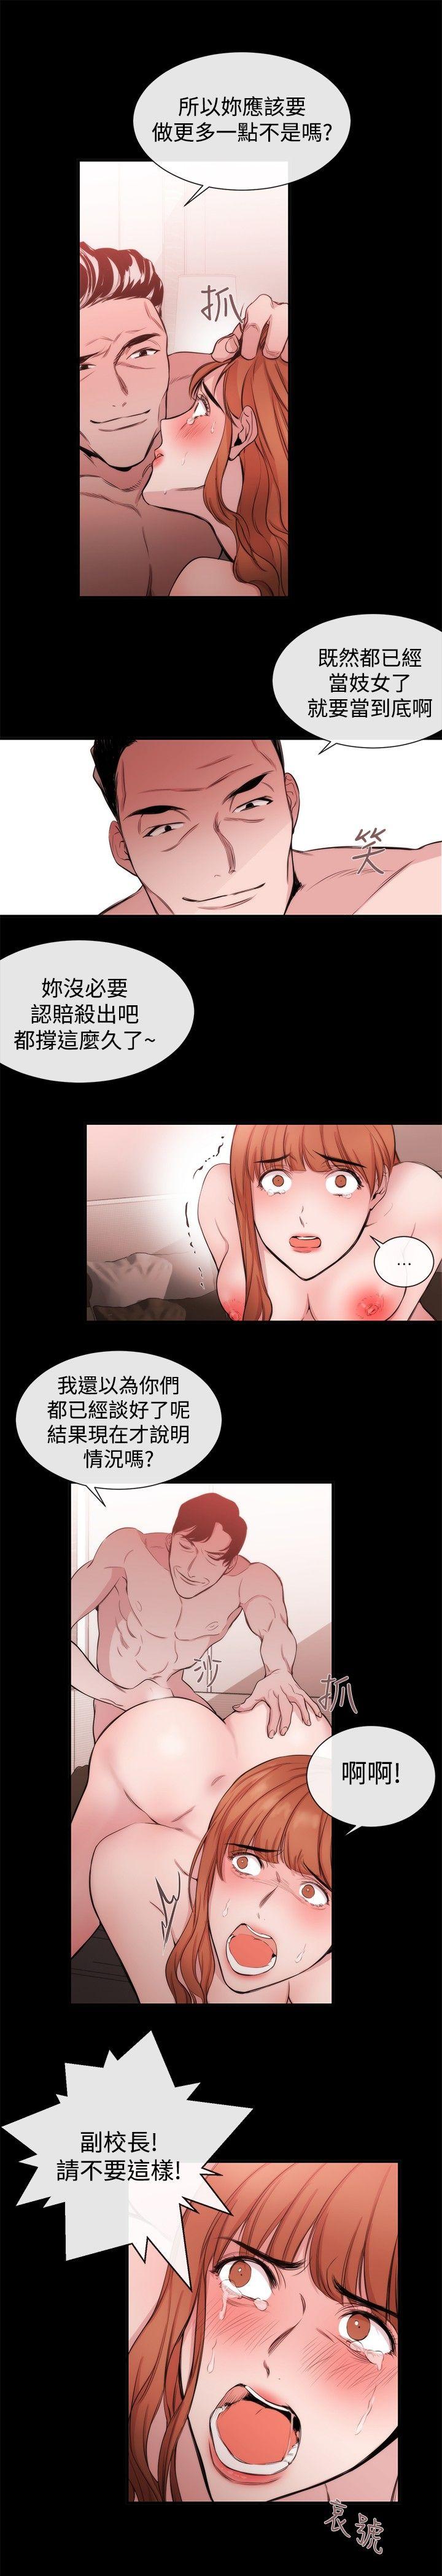 所以妳應該要
做更多一點不是嗎?
抓
既然都已經
當妓女了
就要當到底啊
笑
妳沒必要
認賠殺出吧
都撐這麼久了~
...
我還以為你們
都已經談好了呢
結果現在才說明
情況嗎?
抓
啊啊!
副校長!
請不要這樣!
哀號